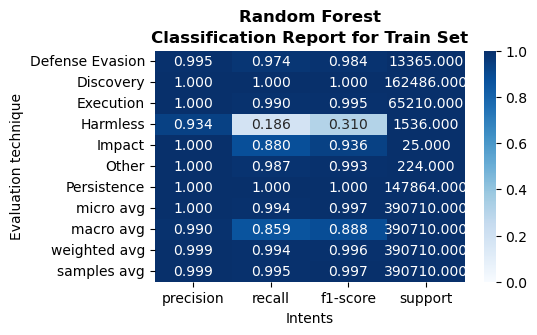 Random Forest
Classification Report for Train Set
Evaluation technique
Defense Evasion 0.995 0.974 0.984 13365.000
Discovery 1.000 1.000 1.000 162486.000
Execution 1.000 0.990 0.995 65210.000
Harmless 0.934 0.186 0.310 1536.000
Impact 1.000 0.880 0.936 25.000
Other 1.000 0.987 0.993 224.000
Persistence 1.000 1.000 1.000 147864.000
micro avg 1.000 0.994 0.997 390710.000
macro avg 0.990 0.859 0.888 390710.000
weighted avg 0.999 0.994 0.996 390710.000
samples avg 0.999 0.995 0.997 390710.000
precision recall f1-score support
Intents
1.0
0.8
0.6
0.4
0.2
0.0